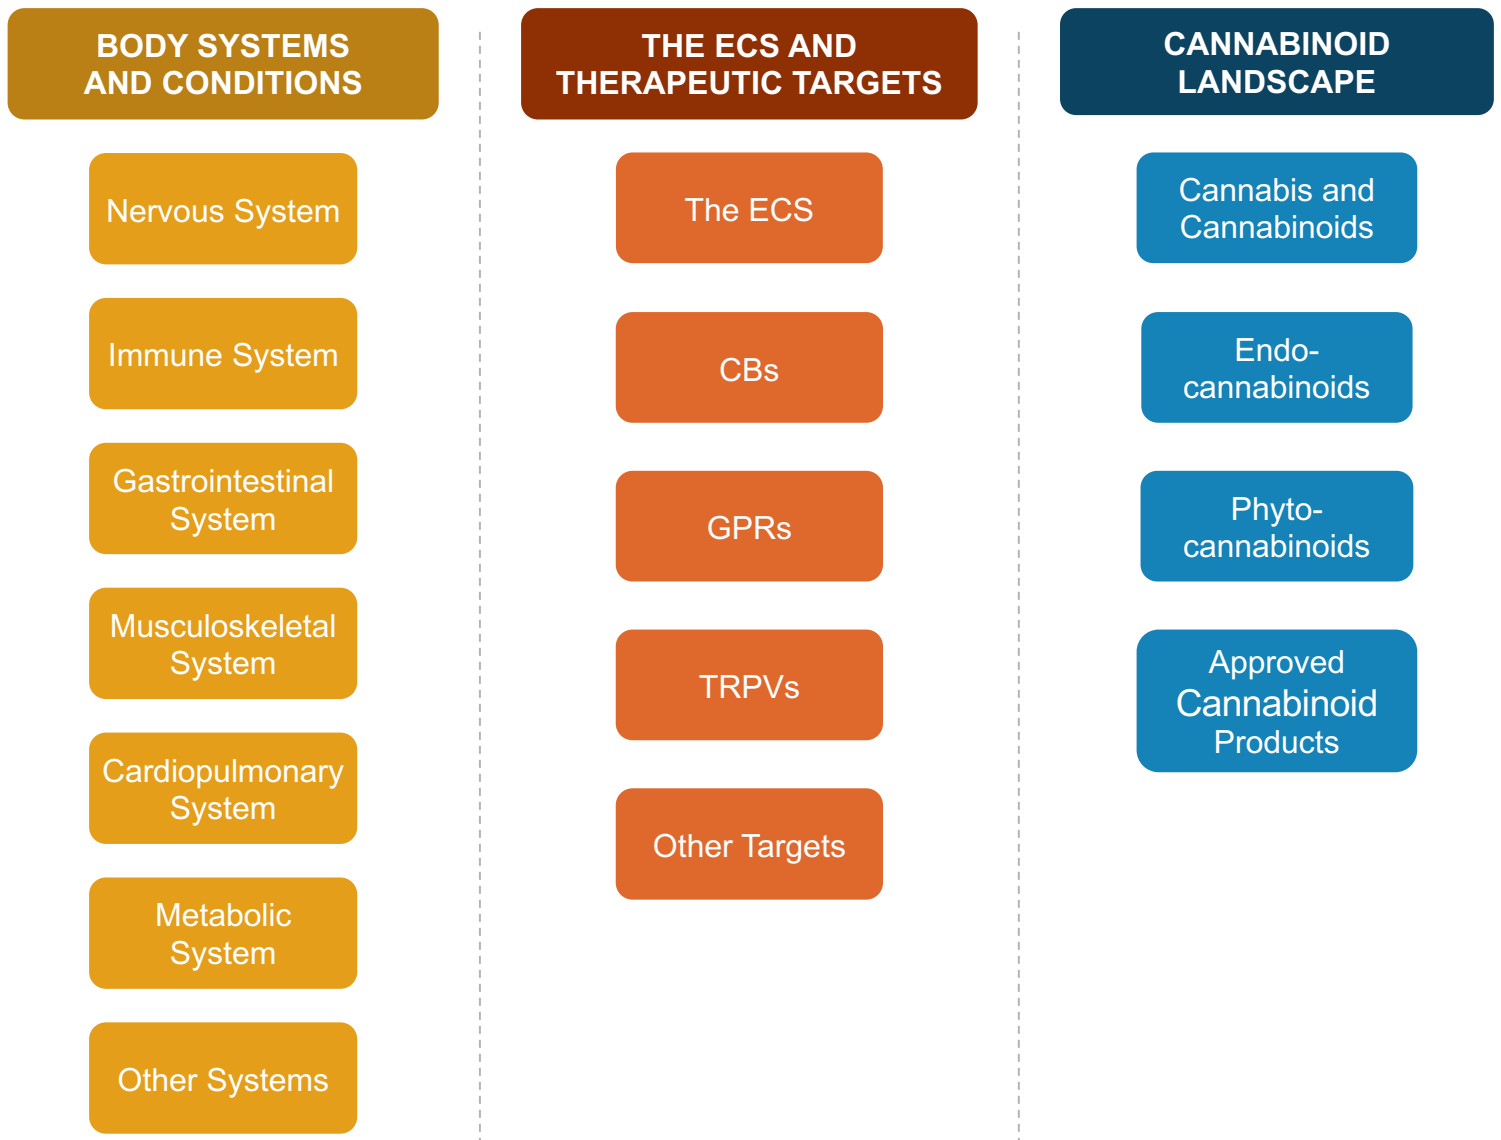 BODY SYSTEMS
AND CONDITIONS
Nervous System
Immune System
Gastrointestinal
System
Musculoskeletal
System
Cardiopulmonary
System
Metabolic
System
Other Systems
THE ECS AND
THERAPEUTIC TARGETS
The ECS
CBs
GPRs
TRPVs
Other Targets
CANNABINOID
LANDSCAPE
Cannabis and
Cannabinoids
Endo-
cannabinoids
Phyto-
cannabinoids
Approved
Cannabinoid
Products